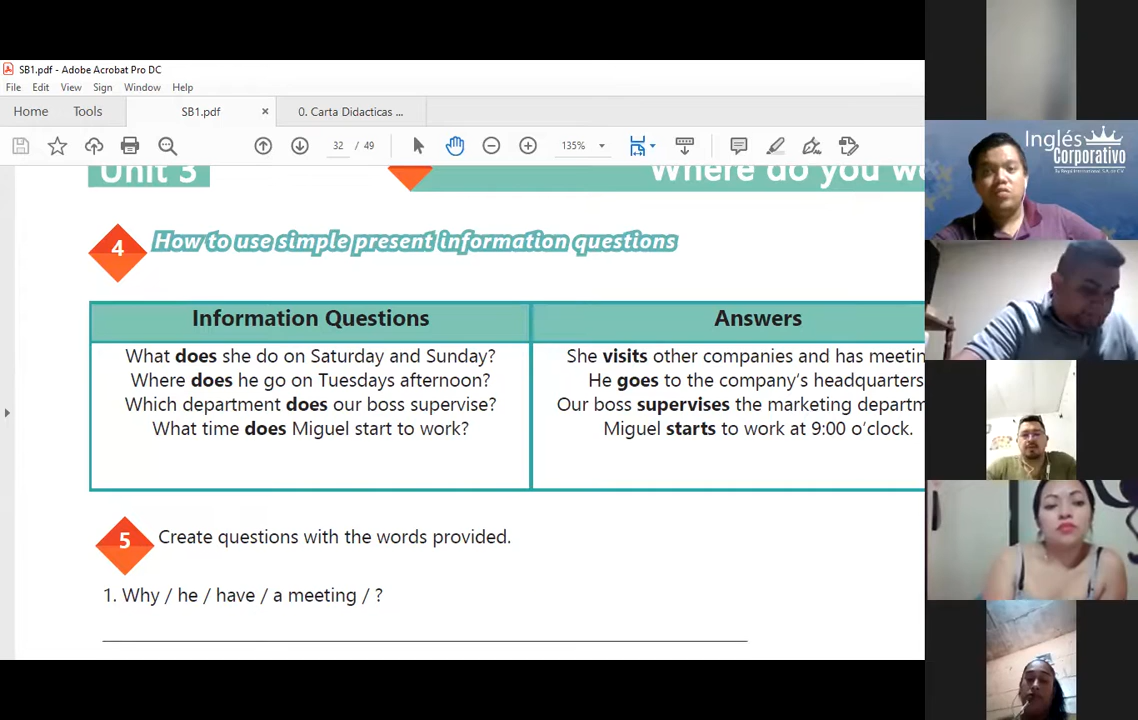 SB1.pdf - Adobe Acrobat Pro DC
File Edit View Sign Window Help
Home Tools SB1.pdf × 0. Carta Didacticas ...
32 / 49 135%
Unit 3 Where do you
4 How to use simple present information questions
Information Questions Answers
What does she do on Saturday and Sunday? She visits other companies and has
Where does he go on Tuesdays afternoon? He goes to the company's headquarters
Which department does our boss supervise? Our boss supervises the marketing
What time does Miguel start to work? Miguel starts to work at 9:00 o'clock.
5 Create questions with the words provided.
1. Why / he / have / a meeting / ?
Inglés
Corporativo